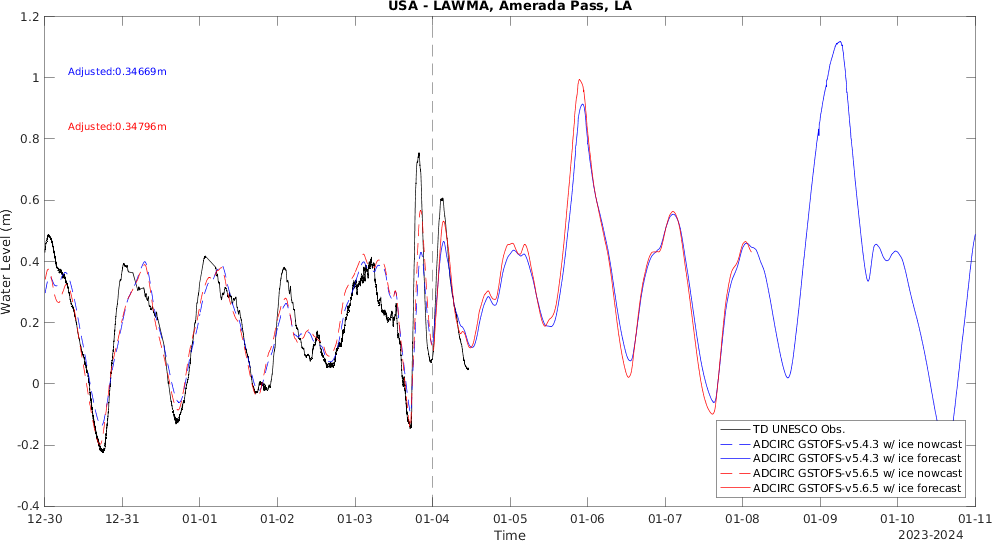 USA - LAWMA, Amerada Pass, LA
1.2
1
0.8
0.6
0.4
0.2
0
-0.2
-0.4
Water Level (m)
Adjusted:0.34669m
Adjusted:0.34796m
TD UNESCO Obs.
ADCIRC GSTOFS-v5.4.3 w/ ice nowcast
ADCIRC GSTOFS-v5.4.3 w/ ice forecast
ADCIRC GSTOFS-v5.6.5 w/ ice nowcast
ADCIRC GSTOFS-v5.6.5 w/ ice forecast
12-30 12-31 01-01 01-02 01-03 01-04 01-05 01-06 01-07 01-08 01-09 01-10 01-11
Time
2023-2024